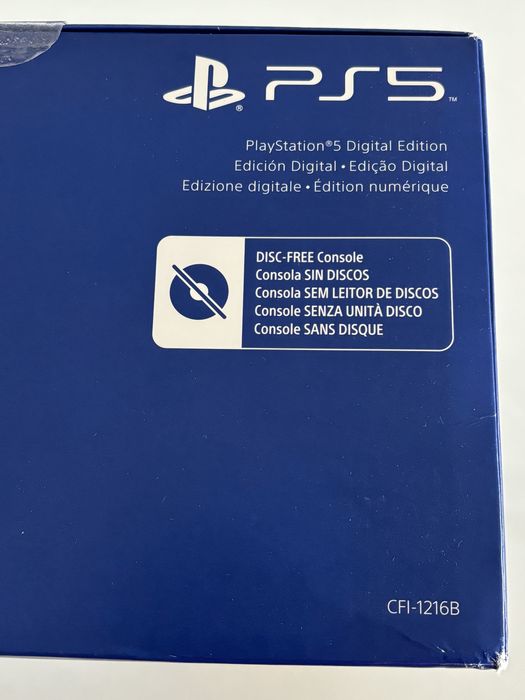 PS5™
®
PlayStation®5 Digital Edition
Edición Digital • Edição Digital
Edizione digitale • Édition numérique
DISC-FREE Console
Consola SIN DISCOS
Consola SEM LEITOR DE DISCOS
Console SENZA UNITÀ DISCO
Console SANS DISQUE
CFI-1216B